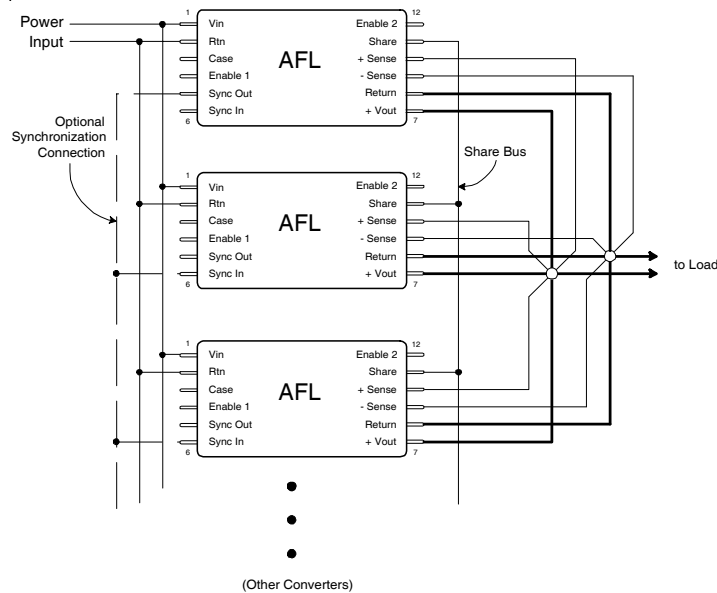 Power
Input
1
12
Vin
Enable 2
Rtn
Share
Case
AFL
+ Sense
Enable 1
- Sense
Sync Out
Return
Sync In
+ Vout
6
7
Optional
Synchronization
Connection
Share Bus
1
12
Vin
Enable 2
Rtn
Share
Case
AFL
+ Sense
Enable 1
- Sense
Sync Out
Return
Sync In
+ Vout
6
7
to Load
1
12
Vin
Enable 2
Rtn
Share
Case
AFL
+ Sense
Enable 1
- Sense
Sync Out
Return
Sync In
+ Vout
6
7
(Other Converters)